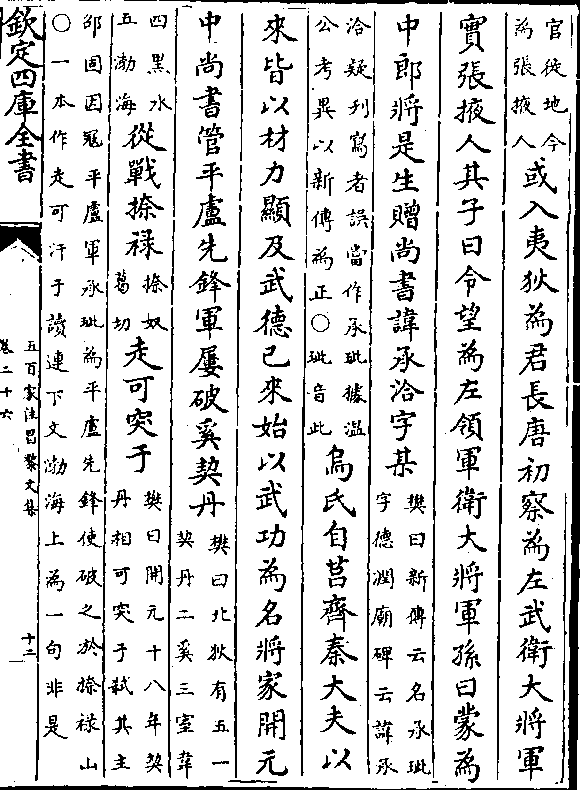 官徙地今
為張掖人
或入夷狄為君長唐初察為左武衛大將軍
實張掖人其子曰令望為左領軍衛大將軍孫曰蒙為
中郎將是生贈尚書諱承洽字某
樊曰新傳云名承玼
字德潤廟碑云諱承
洽疑刋寫者誤當作承玼據溫
公考異以新傳為正○玼音此
烏氏自莒齊秦大夫以
來皆以材力顯及武德已來始以武功為名將家開元
中尚書管平盧先鋒軍屢破奚契丹
樊曰北狄有五一
契丹二奚三室韋
四黑水
五渤海
從戰捺禄
捺奴
葛切
走可突于
樊曰開元十八年契
丹相可突于弒其主
邵固因冦平盧軍承玼為平盧先鋒使破之於捺禄山
○一本作走可汗于讀連下文渤海上為一句非是
欽定四庫全書
五百家注昌黎文集
卷二十六
十二